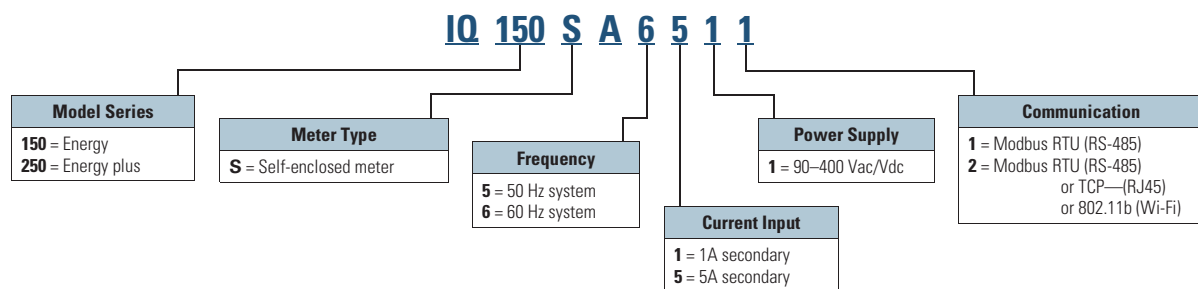 IQ 150 S A 6 5 1 1
Model Series
150 = Energy
250 = Energy plus
Meter Type
S = Self-enclosed meter
Frequency
5 = 50 Hz system
6 = 60 Hz system
Current Input
1 = 1A secondary
5 = 5A secondary
Power Supply
1 = 90–400 Vac/Vdc
Communication
1 = Modbus RTU (RS-485)
2 = Modbus RTU (RS-485)
or TCP—(RJ45)
or 802.11b (Wi-Fi)